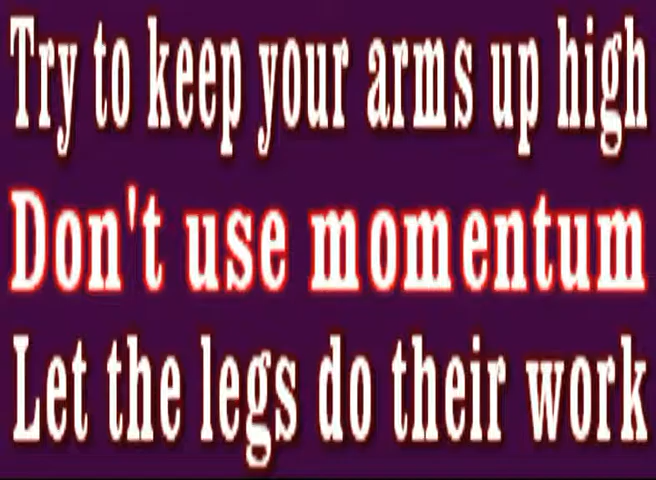 Try to keep your arms up high
Don't use momentum
Let the legs do their work